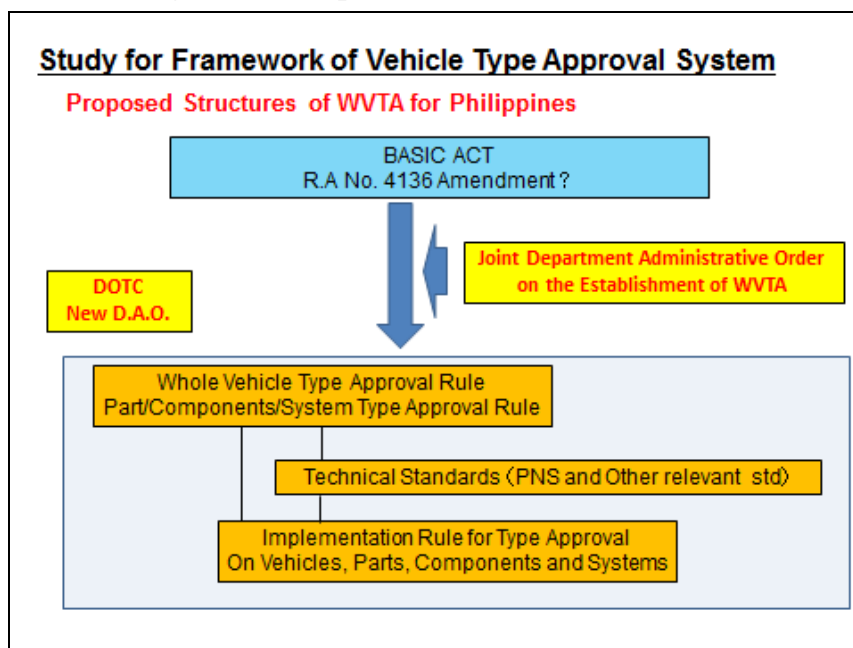 Study for Framework of Vehicle Type Approval System
Proposed Structures of WVTA for Philippines
BASIC ACT
R.A No. 4136 Amendment?
Joint Department Administrative Order
on the Establishment of WVTA
DOTC
New D.A.O.
Whole Vehicle Type Approval Rule
Part/Components/System Type Approval Rule
Technical Standards (PNS and Other relevant std)
Implementation Rule for Type Approval
On Vehicles, Parts, Components and Systems